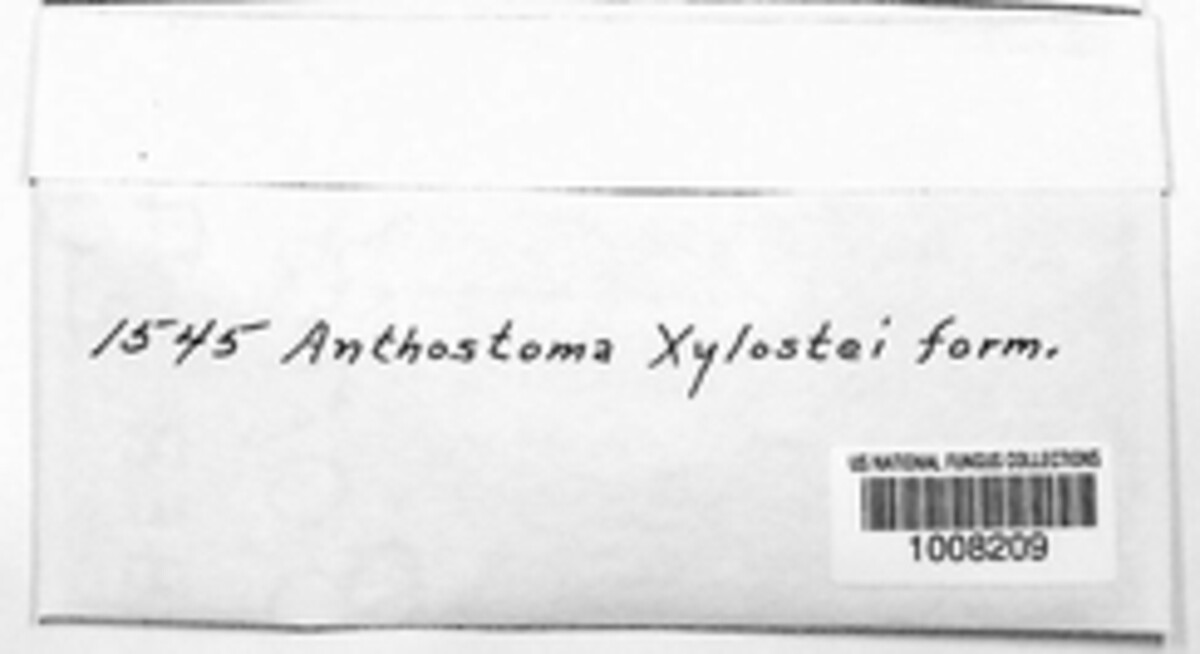 1545 Anthostoma Xylostei form.
US NATIONAL FUNGUS COLLECTIONS
1008209